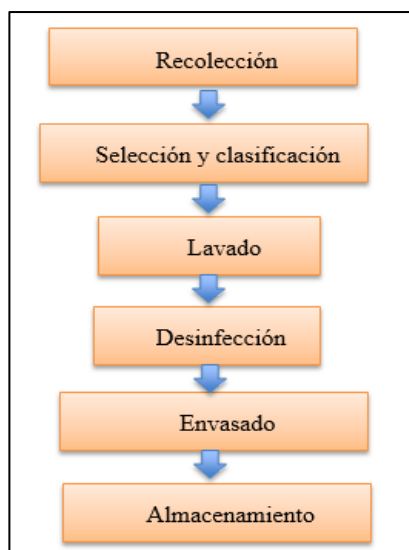 Recolección
Selección y clasificación
Lavado
Desinfección
Envasado
Almacenamiento